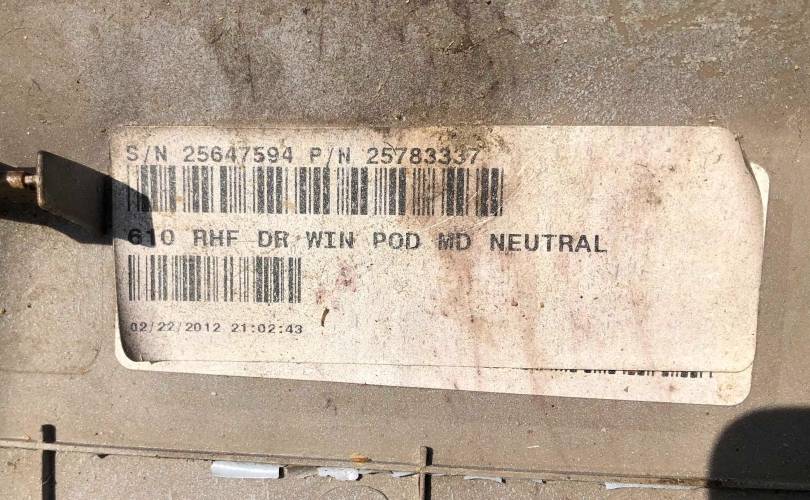 S/N 25647594 P/N 25783337
610 RHF DR WIN POD MD NEUTRAL
02/22/2012 21:02:43